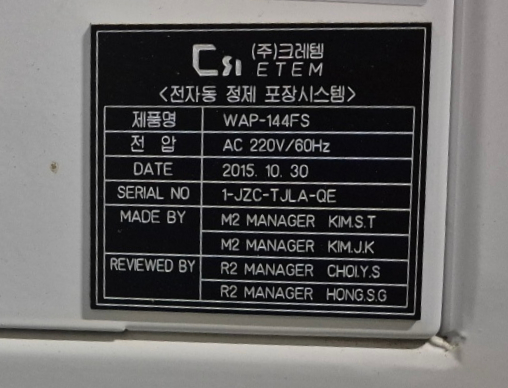 CSI (주)크레템
ETEM
<전자동 정제 포장시스템>
제품명 WAP-144FS
전 압 AC 220V/60Hz
DATE 2015. 10. 30
SERIAL NO 1-JZC-TJLA-QE
MADE BY M2 MANAGER KIM.S.T
M2 MANAGER KIM.J.K
REVIEWED BY R2 MANAGER CHOI.Y.S
R2 MANAGER HONG.S.G